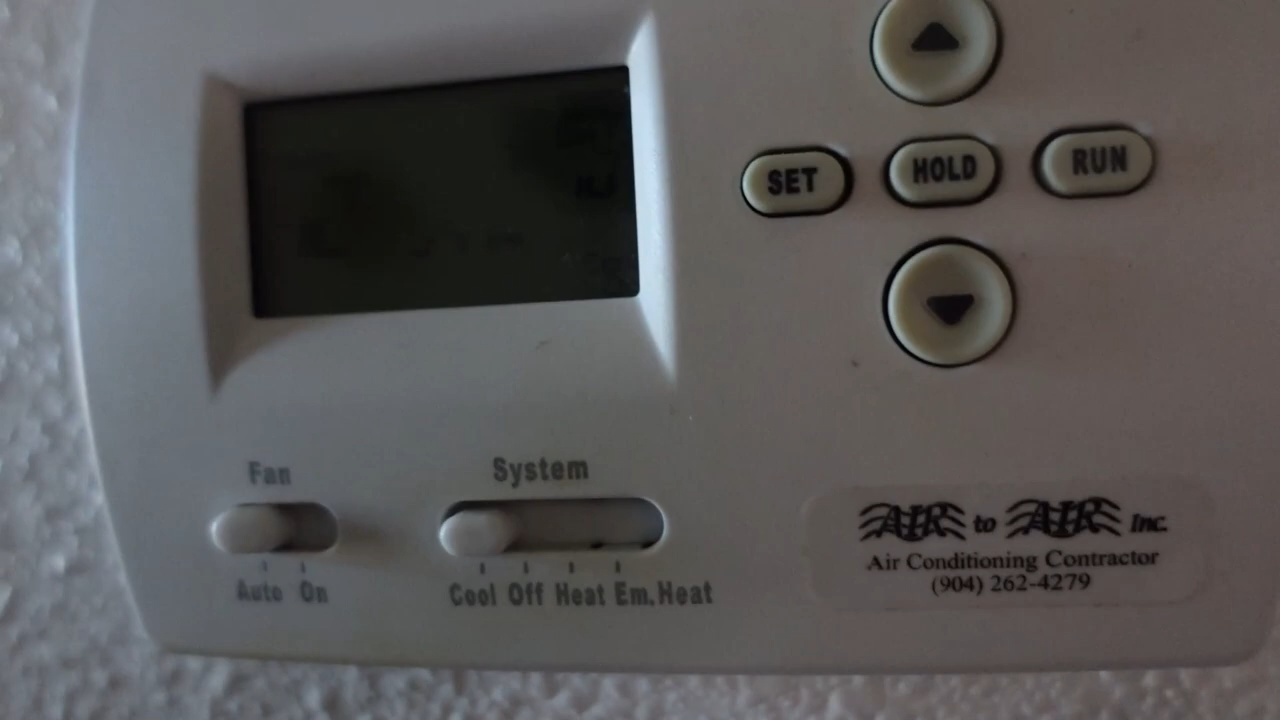 SET
HOLD
RUN
Fan
System
Auto On
Cool Off Heat Em.Heat
AIR to AIR Inc.
Air Conditioning Contractor
(904) 262-4279